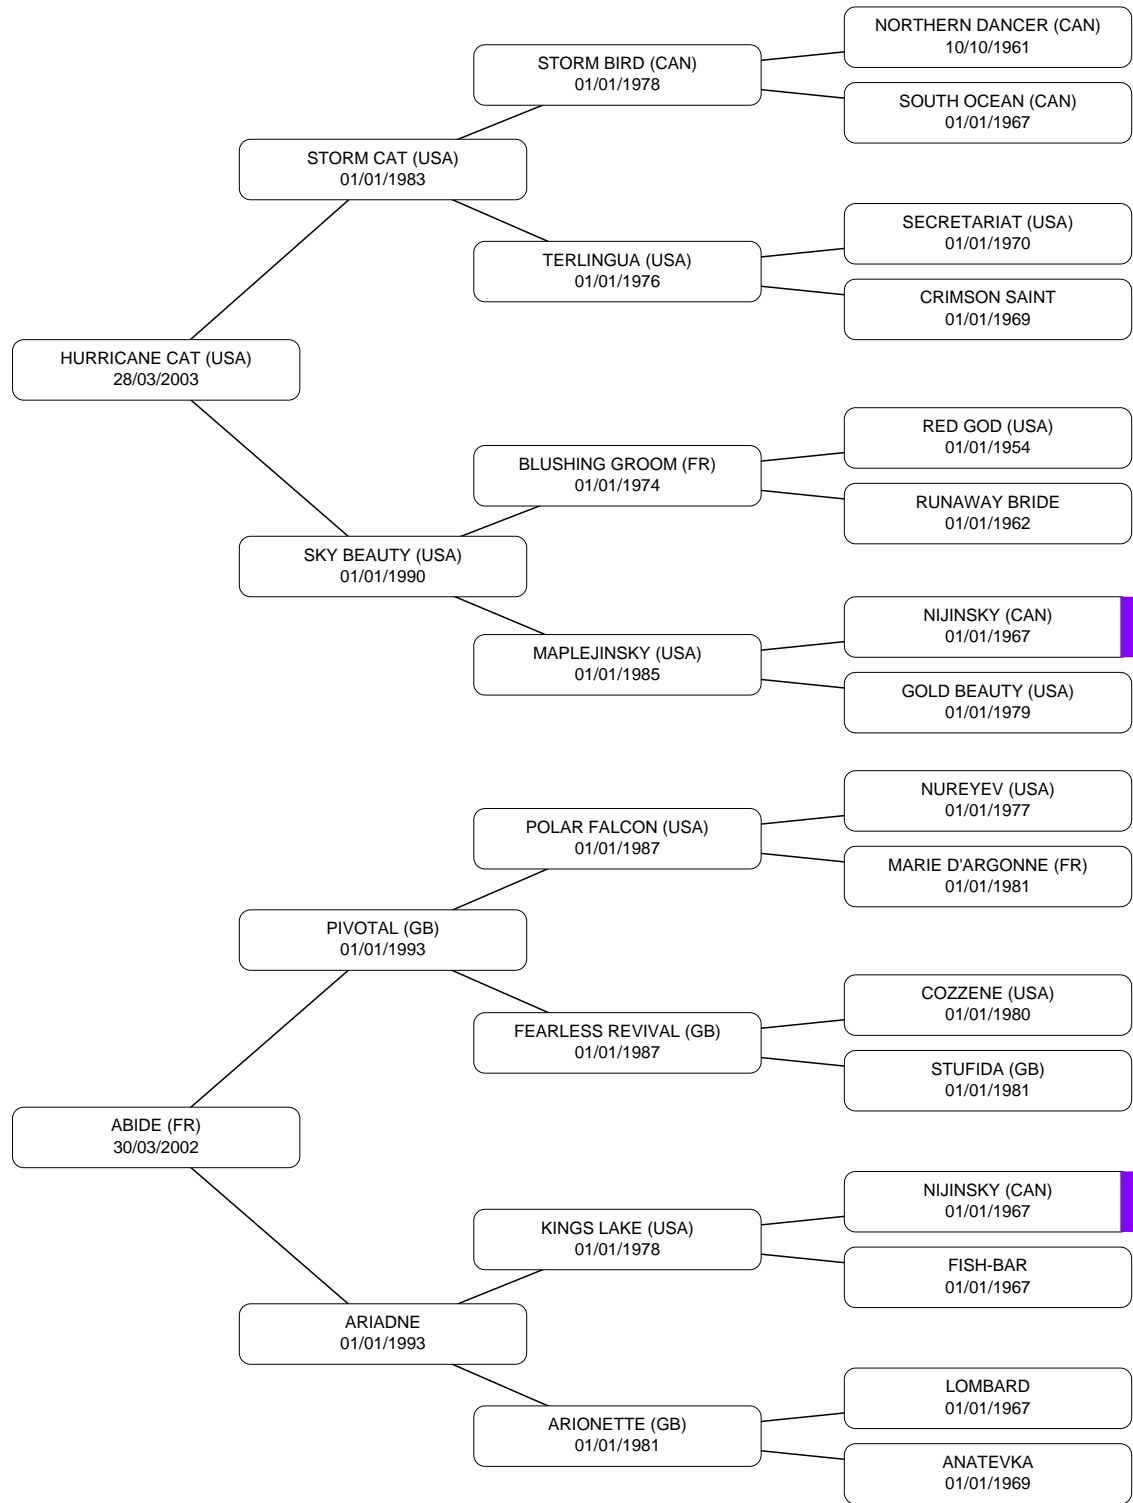 NORTHERN DANCER (CAN)
10/10/1961
STORM BIRD (CAN)
01/01/1978
SOUTH OCEAN (CAN)
01/01/1967
STORM CAT (USA)
01/01/1983
SECRETARIAT (USA)
01/01/1970
TERLINGUA (USA)
01/01/1976
CRIMSON SAINT
01/01/1969
HURRICANE CAT (USA)
28/03/2003
RED GOD (USA)
01/01/1954
BLUSHING GROOM (FR)
01/01/1974
RUNAWAY BRIDE
01/01/1962
SKY BEAUTY (USA)
01/01/1990
NIJINSKY (CAN)
01/01/1967
MAPLEJINSKY (USA)
01/01/1985
GOLD BEAUTY (USA)
01/01/1979
NUREYEV (USA)
01/01/1977
POLAR FALCON (USA)
01/01/1987
MARIE D'ARGONNE (FR)
01/01/1981
PIVOTAL (GB)
01/01/1993
COZZENE (USA)
01/01/1980
FEARLESS REVIVAL (GB)
01/01/1987
STUFIDA (GB)
01/01/1981
ABIDE (FR)
30/03/2002
NIJINSKY (CAN)
01/01/1967
KINGS LAKE (USA)
01/01/1978
FISH-BAR
01/01/1967
ARIADNE
01/01/1993
LOMBARD
01/01/1967
ARIONETTE (GB)
01/01/1981
ANATEVKA
01/01/1969